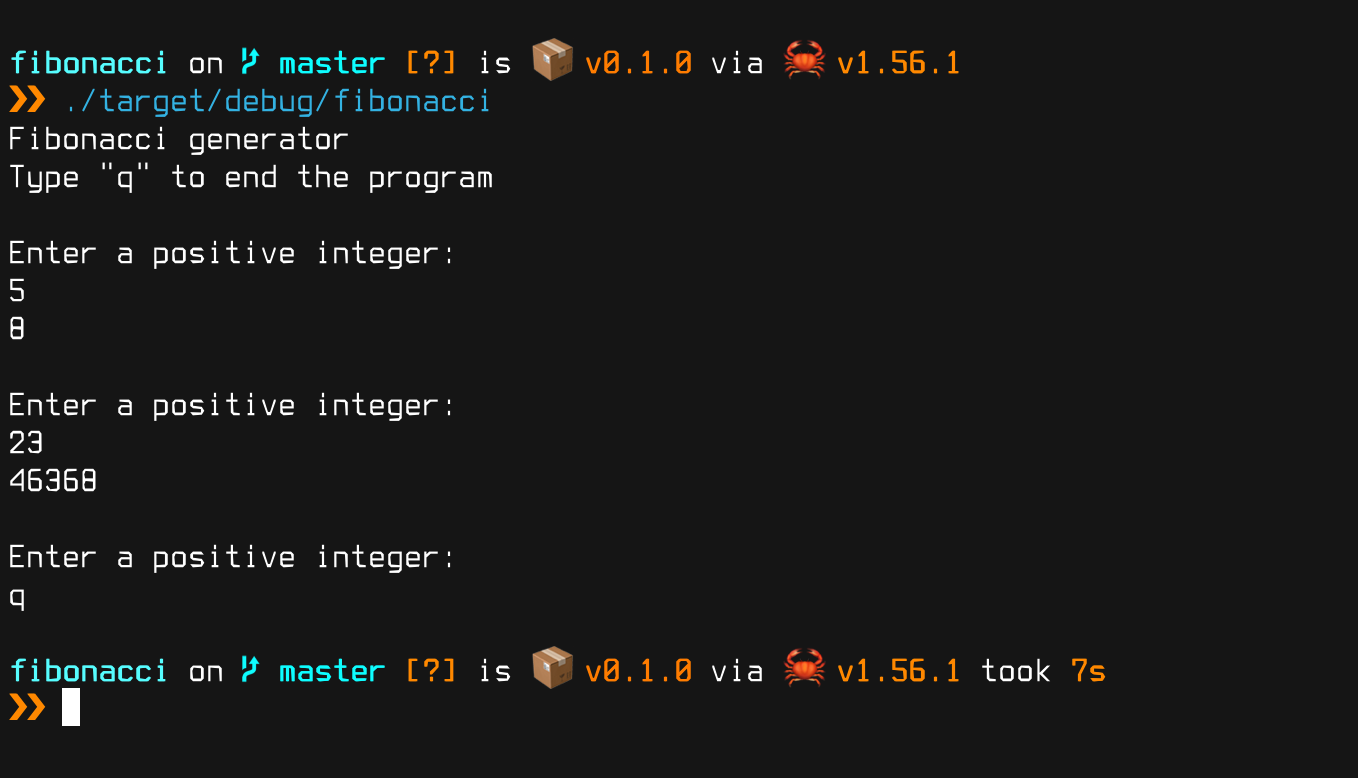 fibonacci on master [?] is 📦 v0.1.0 via 🦀 v1.56.1
❯❯ ./target/debug/fibonacci
Fibonacci generator
Type "q" to end the program
Enter a positive integer:
5
8
Enter a positive integer:
23
46368
Enter a positive integer:
q
fibonacci on master [?] is 📦 v0.1.0 via 🦀 v1.56.1 took 7s
❯❯